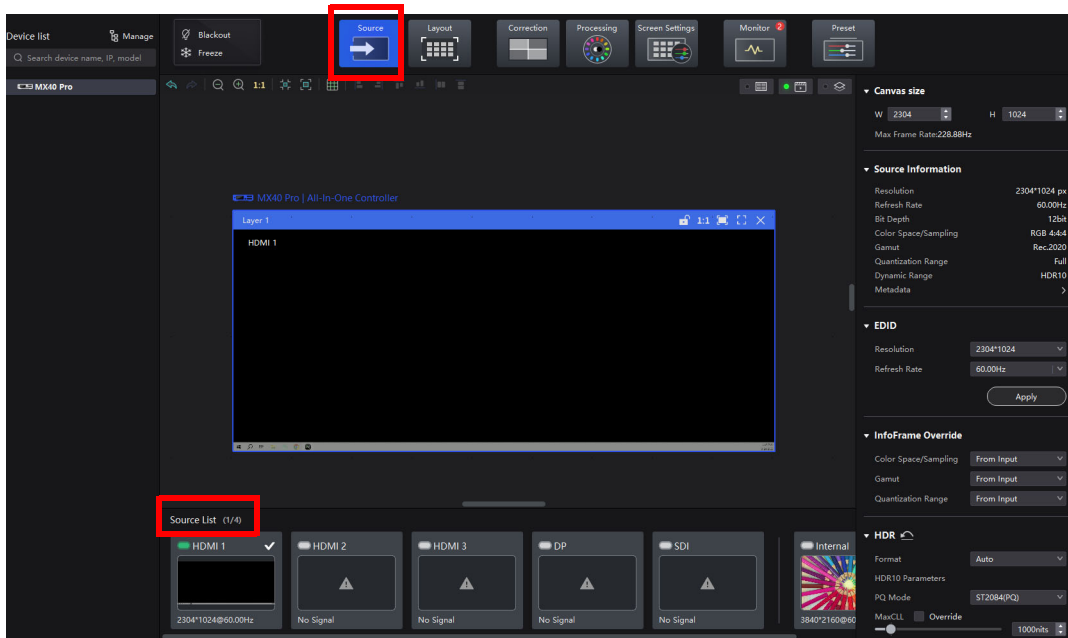 Device list
Manage
Search device name, IP, model
MX40 Pro
Blackout
Freeze
Source
Layout
Correction
Processing
Screen Settings
Monitor
2
Preset
1:1
MX40 Pro | All-In-One Controller
Layer 1
1:1
HDMI 1
Source List (1/4)
HDMI 1
2304*1024@60.00Hz
HDMI 2
No Signal
HDMI 3
No Signal
DP
No Signal
SDI
No Signal
Internal
3840*2160@60
Canvas size
W 2304 H 1024
Max Frame Rate:228.88Hz
Source Information
Resolution 2304*1024 px
Refresh Rate 60.00Hz
Bit Depth 12bit
Color Space/Sampling RGB 4:4:4
Gamut Rec.2020
Quantization Range Full
Dynamic Range HDR10
Metadata
EDID
Resolution 2304*1024
Refresh Rate 60.00Hz
Apply
InfoFrame Override
Color Space/Sampling From Input
Gamut From Input
Quantization Range From Input
HDR
Format Auto
HDR10 Parameters
PQ Mode ST2084(PQ)
MaxCLL Override
1000nits